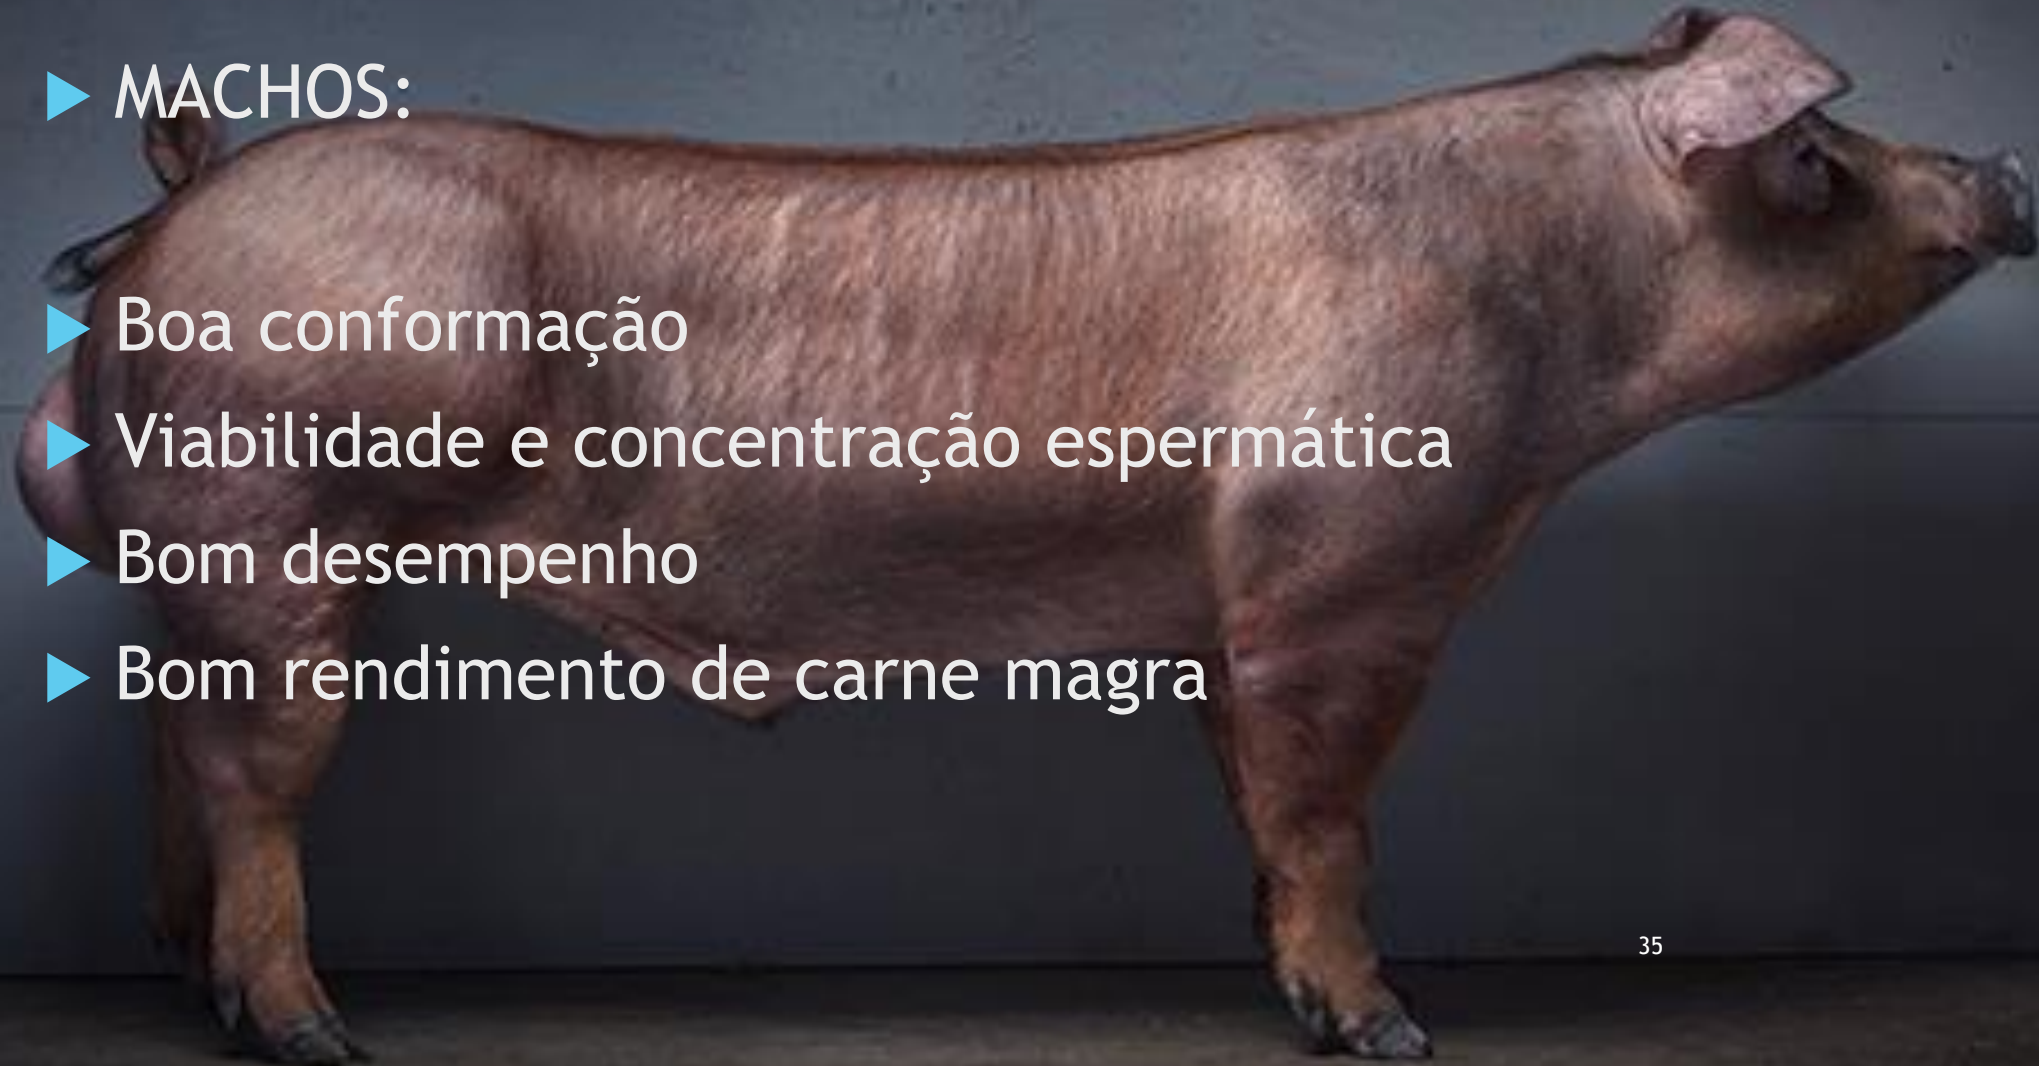 MACHOS:
Boa conformação
Viabilidade e concentração espermática
Bom desempenho
Bom rendimento de carne magra
35